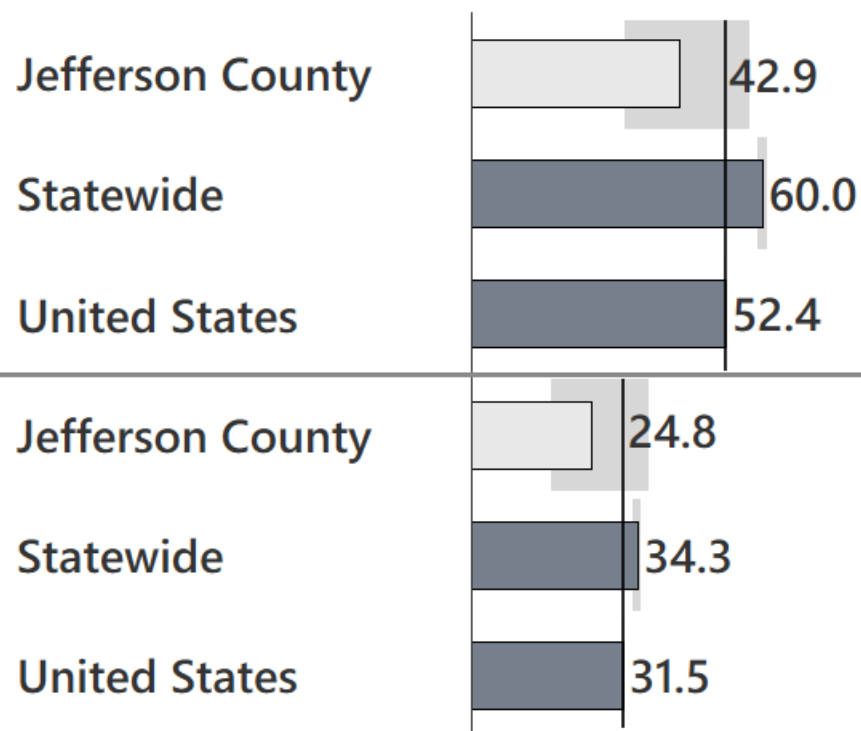 Jefferson County 42.9
Statewide 60.0
United States 52.4
Jefferson County 24.8
Statewide 34.3
United States 31.5